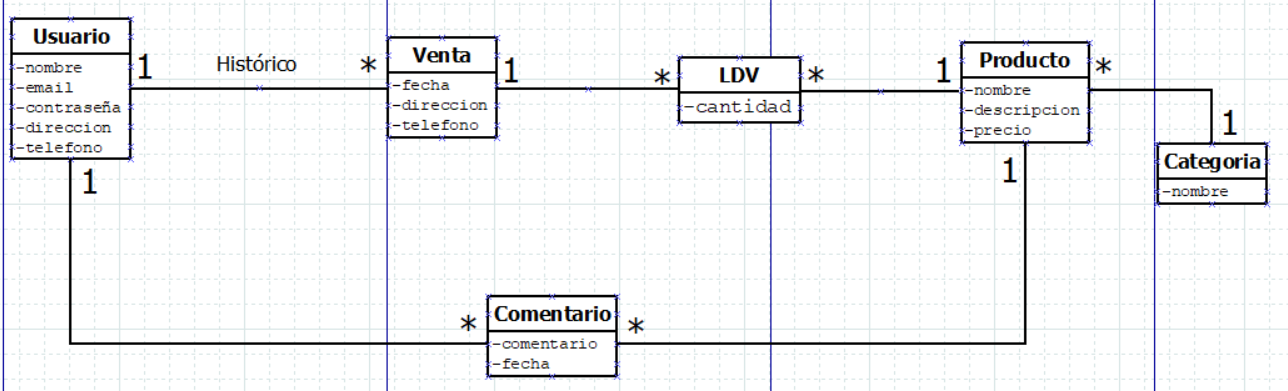 Usuario
-nombre
-email
-contraseña
-direccion
-telefono
1
Histórico
*
Venta
-fecha
-direccion
-telefono
1
*
LDV
-cantidad
*
1
Producto
-nombre
-descripcion
-precio
*
1
Categoria
-nombre
1
1
*
Comentario
-comentario
-fecha
*